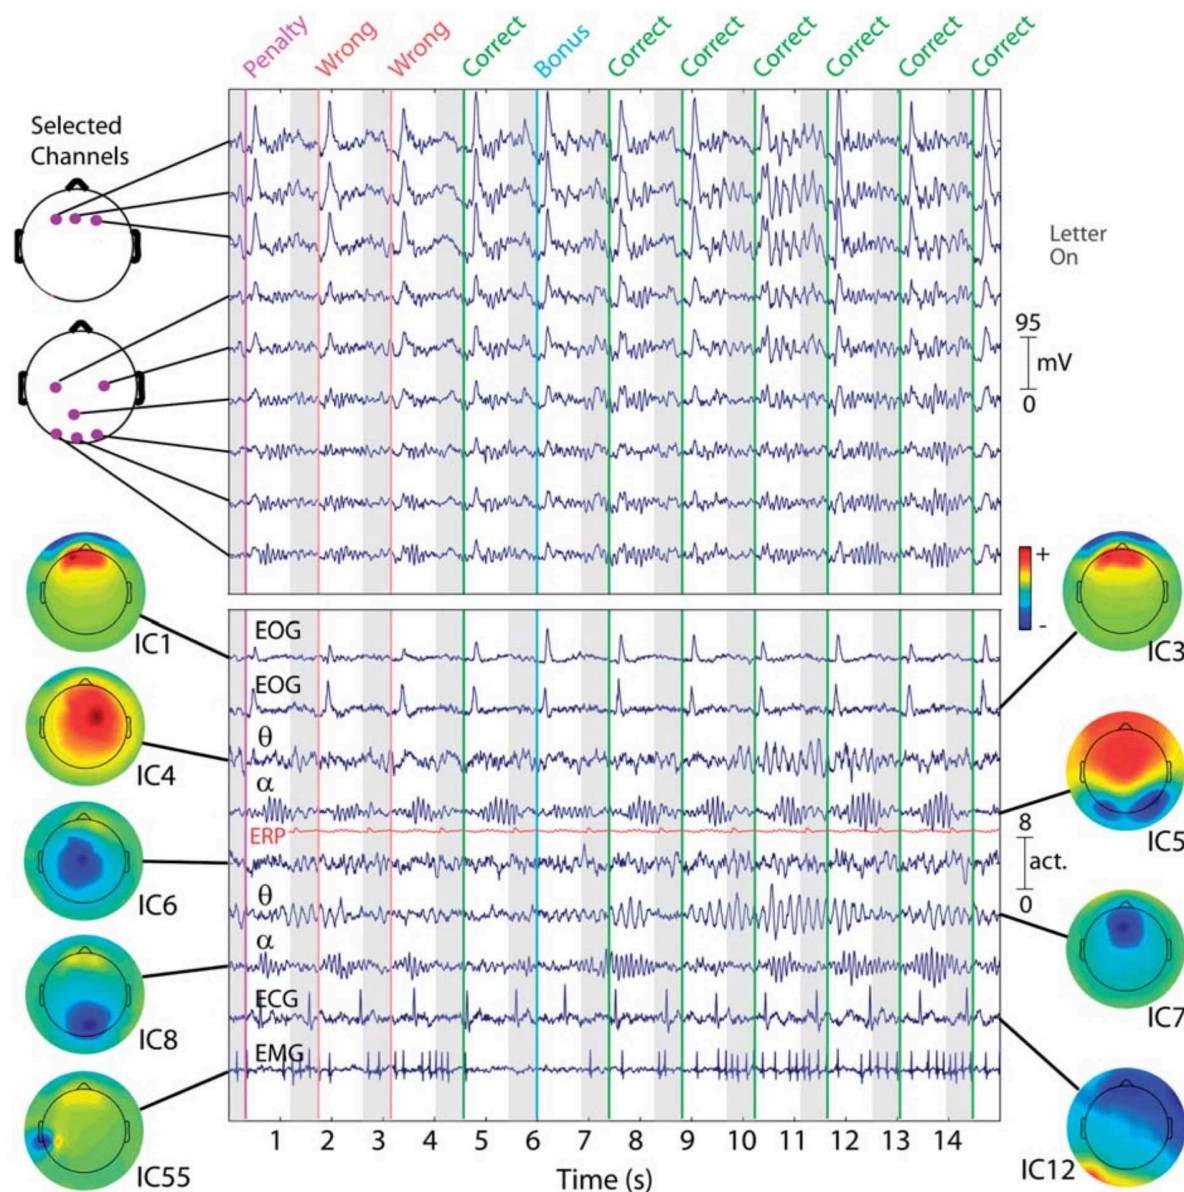 Penalty
Wrong
Wrong
Correct
Bonus
Correct
Correct
Correct
Correct
Correct
Correct
Selected
Channels
Letter
On
95
mV
0
+
-
EOG
IC1
IC3
EOG
θ
IC4
α
IC5
ERP
8
act.
0
IC6
θ
IC7
α
IC8
ECG
IC12
EMG
IC55
1 2 3 4 5 6 7 8 9 10 11 12 13 14
Time (s)